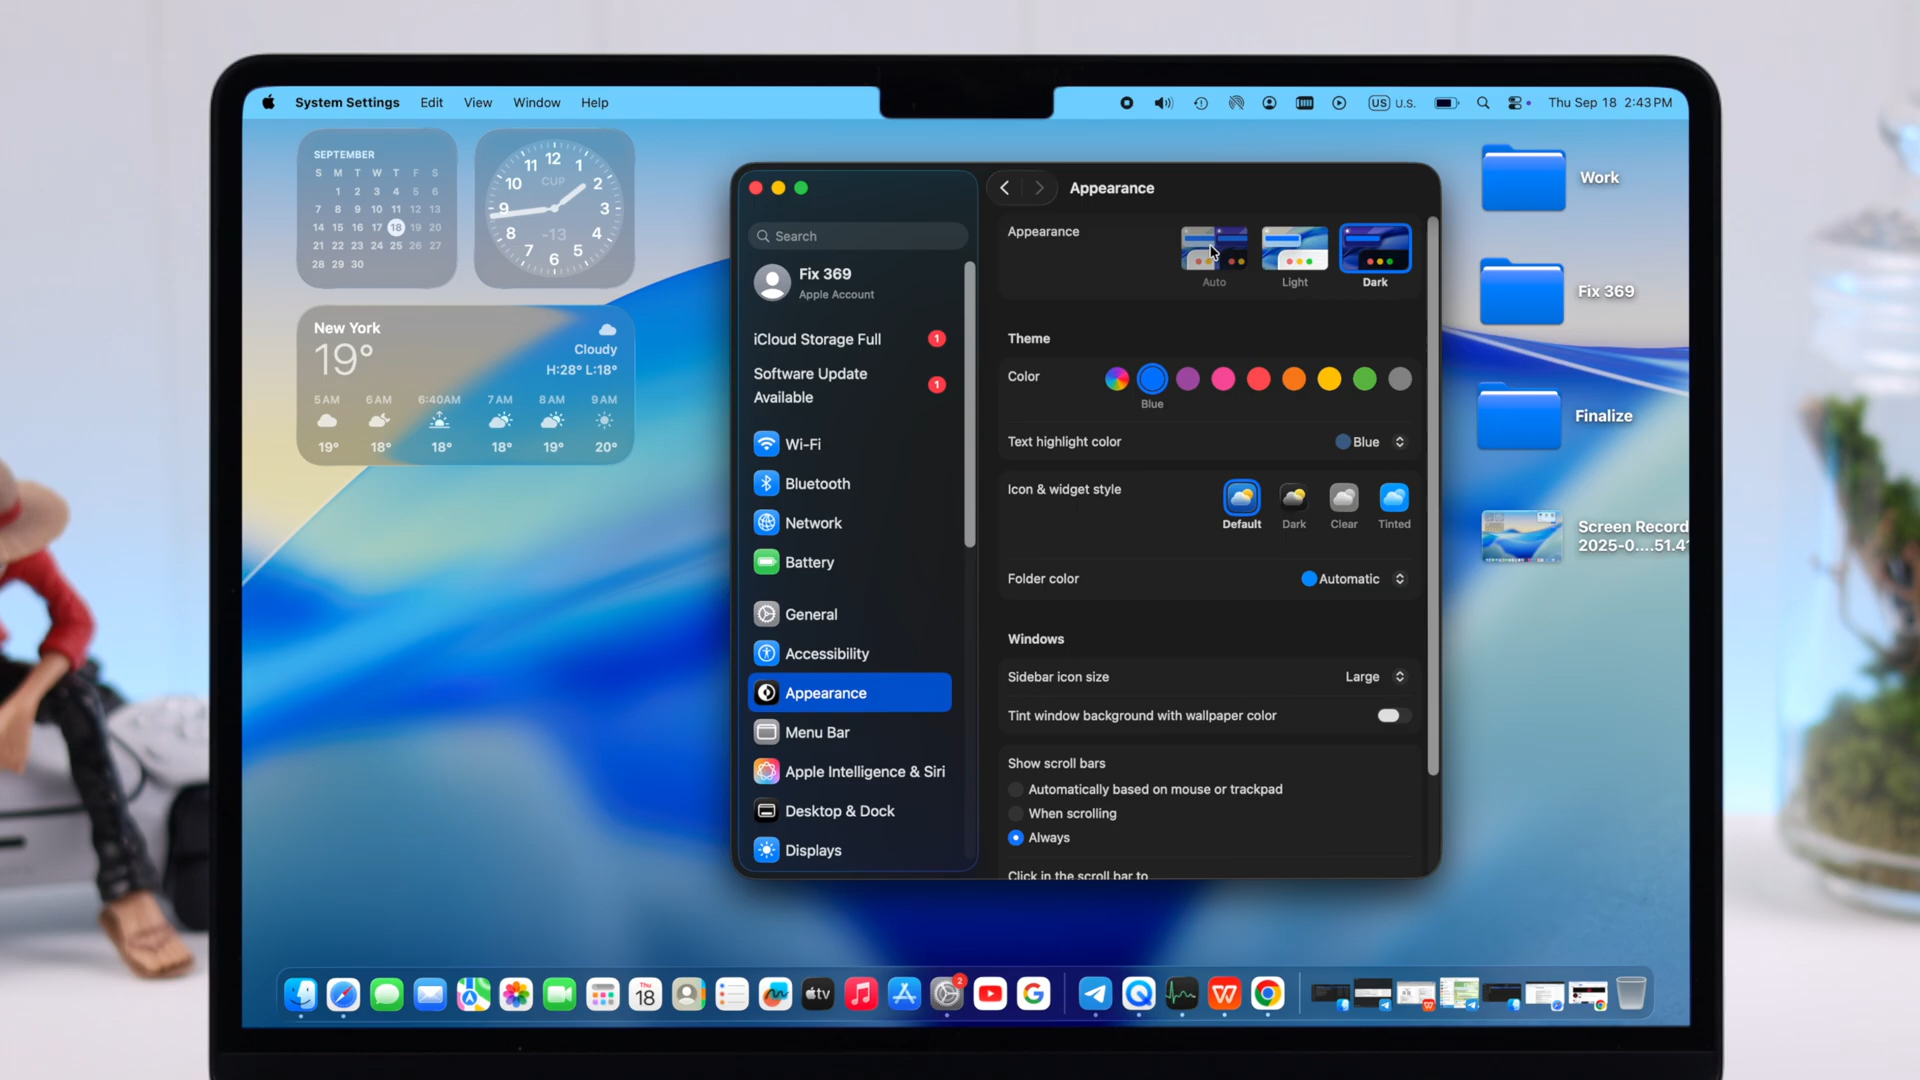 System Settings Edit View Window Help
US U.S. Thu Sep 18 2:43 PM
SEPTEMBER
S M T W T F S
1 2 3 4 5 6
7 8 9 10 11 12 13
14 15 16 17 18 19 20
21 22 23 24 25 26 27
28 29 30
12 1 2 3 4 5 6 7 8 9 10 11
CUP
-13
New York
19°
Cloudy
H:28° L:18°
5 AM 6 AM 6:40AM 7 AM 8 AM 9 AM
19° 18° 18° 18° 19° 20°
Search
Fix 369
Apple Account
iCloud Storage Full 1
Software Update
Available 1
Wi-Fi
Bluetooth
Network
Battery
General
Accessibility
Appearance
Menu Bar
Apple Intelligence & Siri
Desktop & Dock
Displays
Appearance
Appearance
Auto Light Dark
Theme
Color
Blue
Text highlight color Blue
Icon & widget style
Default Dark Clear Tinted
Folder color Automatic
Windows
Sidebar icon size Large
Tint window background with wallpaper color
Show scroll bars
Automatically based on mouse or trackpad
When scrolling
Always
Click in the scroll bar to
Work
Fix 369
Finalize
Screen Record
2025-0....51.41
Thu
18
tv
2
G
W